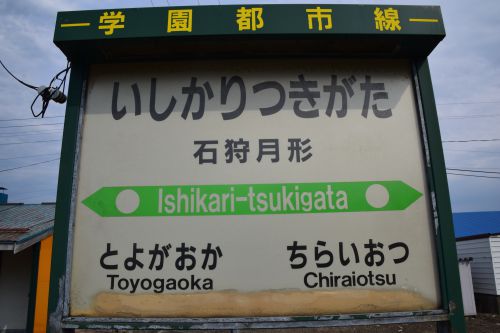 学園都市線
いしかりつきがた
石狩月形
Ishikari-tsukigata
とよがおか ちらいおつ
Toyogaoka Chiraiotsu